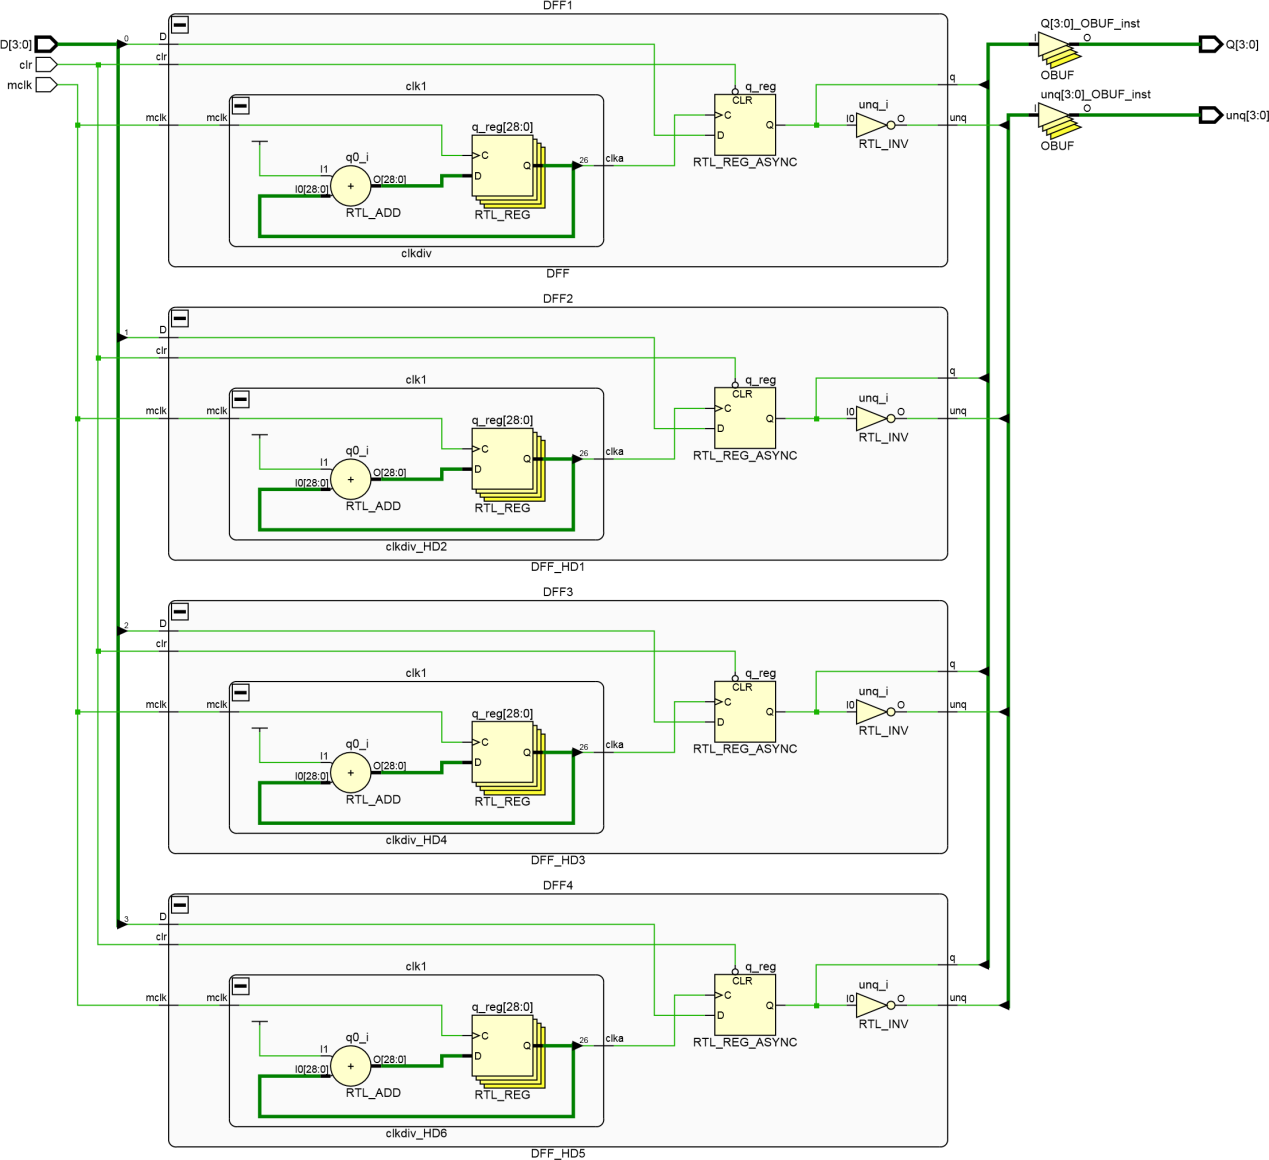 DFF1
Q[3:0]_OBUF_inst
D[3:0]
0
D
I
O
Q[3:0]
clr
clr
OBUF
mclk
clk1
q_reg
q
CLR
unq[3:0]_OBUF_inst
unq_i
I
O
unq[3:0]
mclk
mclk
q_reg[28:0]
C
Q
I0
O
unq
D
RTL_INV
OBUF
q0_i
C
RTL_REG_ASYNC
I1
O[28:0]
Q
26
clka
I0[28:0]
+
D
RTL_ADD
RTL_REG
clkdiv
DFF
DFF2
1
D
clr
clk1
q_reg
q
CLR
unq_i
mclk
mclk
q_reg[28:0]
C
Q
I0
O
unq
D
RTL_INV
q0_i
C
RTL_REG_ASYNC
I1
O[28:0]
Q
26
clka
I0[28:0]
+
D
RTL_ADD
RTL_REG
clkdiv_HD2
DFF_HD1
DFF3
2
D
clr
clk1
q_reg
q
CLR
unq_i
mclk
mclk
q_reg[28:0]
C
Q
I0
O
unq
D
RTL_INV
q0_i
C
RTL_REG_ASYNC
I1
O[28:0]
Q
26
clka
I0[28:0]
+
D
RTL_ADD
RTL_REG
clkdiv_HD4
DFF_HD3
DFF4
3
D
clr
clk1
q_reg
q
CLR
unq_i
mclk
mclk
q_reg[28:0]
C
Q
I0
O
unq
D
RTL_INV
q0_i
C
RTL_REG_ASYNC
I1
O[28:0]
Q
26
clka
I0[28:0]
+
D
RTL_ADD
RTL_REG
clkdiv_HD6
DFF_HD5